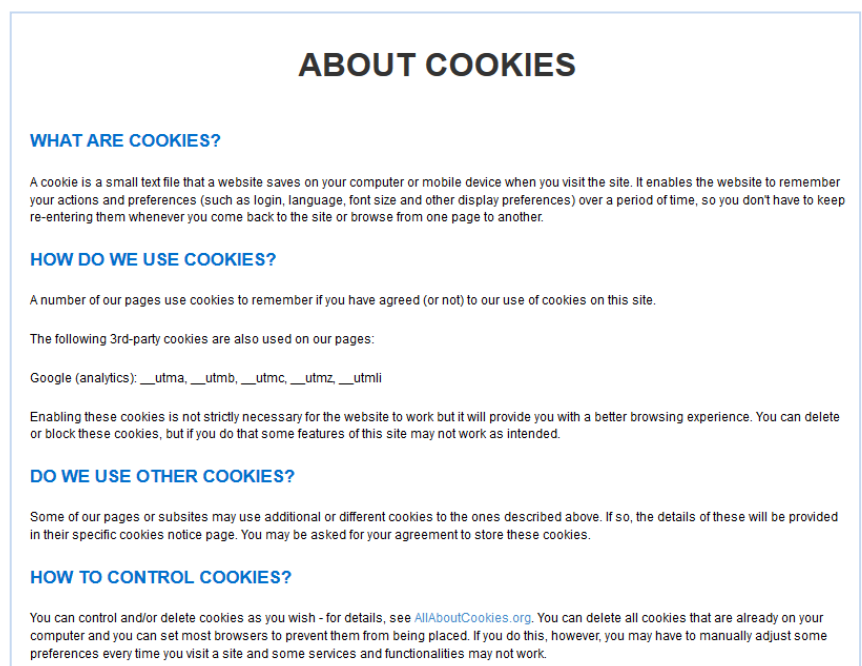 ABOUT COOKIES
WHAT ARE COOKIES?
A cookie is a small text file that a website saves on your computer or mobile device when you visit the site. It enables the website to remember
your actions and preferences (such as login, language, font size and other display preferences) over a period of time, so you don't have to keep
re-entering them whenever you come back to the site or browse from one page to another.
HOW DO WE USE COOKIES?
A number of our pages use cookies to remember if you have agreed (or not) to our use of cookies on this site.
The following 3rd-party cookies are also used on our pages:
Google (analytics): __utma, __utmb, __utmc, __utmz, __utmli
Enabling these cookies is not strictly necessary for the website to work but it will provide you with a better browsing experience. You can delete
or block these cookies, but if you do that some features of this site may not work as intended.
DO WE USE OTHER COOKIES?
Some of our pages or subsites may use additional or different cookies to the ones described above. If so, the details of these will be provided
in their specific cookies notice page. You may be asked for your agreement to store these cookies.
HOW TO CONTROL COOKIES?
You can control and/or delete cookies as you wish - for details, see AllAboutCookies.org. You can delete all cookies that are already on your
computer and you can set most browsers to prevent them from being placed. If you do this, however, you may have to manually adjust some
preferences every time you visit a site and some services and functionalities may not work.